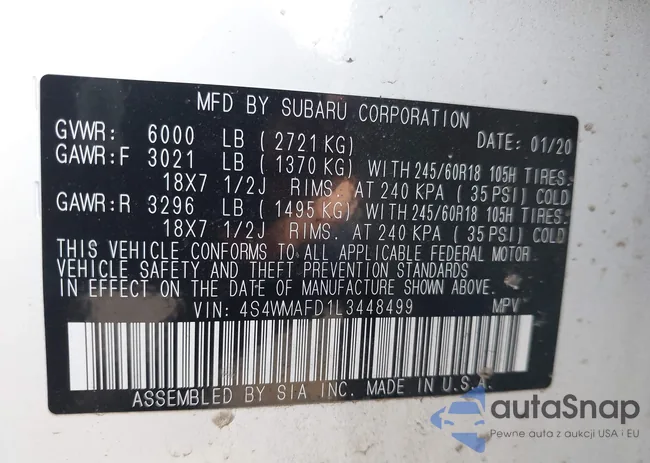 MFD BY SUBARU CORPORATION
GVWR: 6000 LB ( 2721 KG) DATE: 01/20
GAWR:F 3021 LB ( 1370 KG) WITH 245/60R18 105H TIRES.
18X7 1/2J RIMS. AT 240 KPA ( 35 PSI) COLD
GAWR:R 3296 LB ( 1495 KG) WITH 245/60R18 105H TIRES.
18X7 1/2J RIMS. AT 240 KPA ( 35 PSI) COLD
THIS VEHICLE CONFORMS TO ALL APPLICABLE FEDERAL MOTOR
VEHICLE SAFETY AND THEFT PREVENTION STANDARDS
IN EFFECT ON THE DATE OF MANUFACTURE SHOWN ABOVE.
VIN: 4S4WMAFD1L3448499 MPV
ASSEMBLED BY SIA INC. MADE IN U.S.A.
autaSnap
Pewne auta z aukcji USA i EU